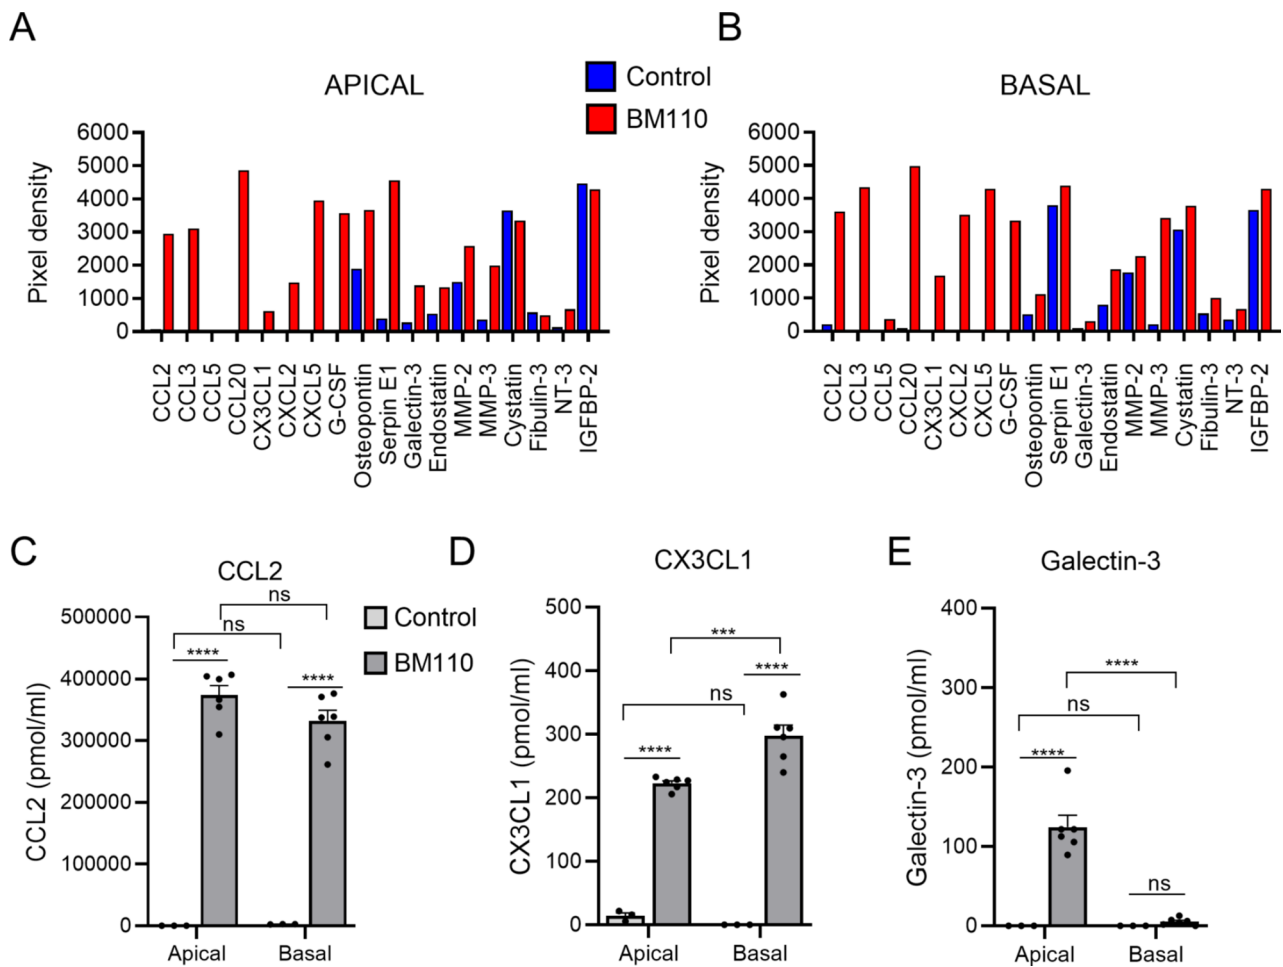 A
B
APICAL
Control
BM110
BASAL
Pixel density
6000
5000
4000
3000
2000
1000
0
CCL2
CCL3
CCL5
CCL20
CX3CL1
CXCL2
CXCL5
G-CSF
Osteopontin
Serpin E1
Galectin-3
Endostatin
MMP-2
MMP-3
Cystatin
Fibulin-3
NT-3
IGFBP-2
Pixel density
6000
5000
4000
3000
2000
1000
0
CCL2
CCL3
CCL5
CCL20
CX3CL1
CXCL2
CXCL5
G-CSF
Osteopontin
Serpin E1
Galectin-3
Endostatin
MMP-2
MMP-3
Cystatin
Fibulin-3
NT-3
IGFBP-2
C
CCL2
CCL2 (pmol/ml)
500000
400000
300000
200000
100000
0
ns
ns
****
****
Apical
Basal
Control
BM110
D
CX3CL1
CX3CL1 (pmol/ml)
500
400
300
200
100
0
***
****
ns
****
Apical
Basal
E
Galectin-3
Galectin-3 (pmol/ml)
400
300
200
100
0
****
ns
****
ns
Apical
Basal